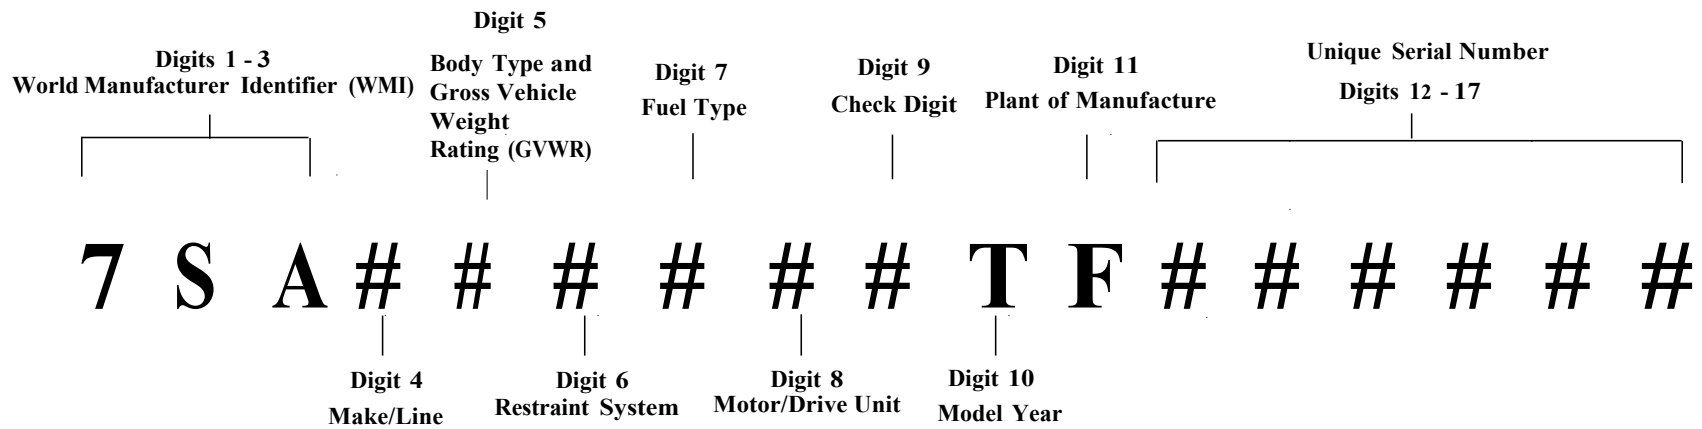 Digits 1 - 3
World Manufacturer Identifier (WMI)
Digit 5
Body Type and
Gross Vehicle
Weight
Rating (GVWR)
Digit 7
Fuel Type
Digit 9
Check Digit
Digit 11
Plant of Manufacture
Unique Serial Number
Digits 12 - 17
7 S A # # # # # # T F # # # # # #
Digit 4
Make/Line
Digit 6
Restraint System
Digit 8
Motor/Drive Unit
Digit 10
Model Year